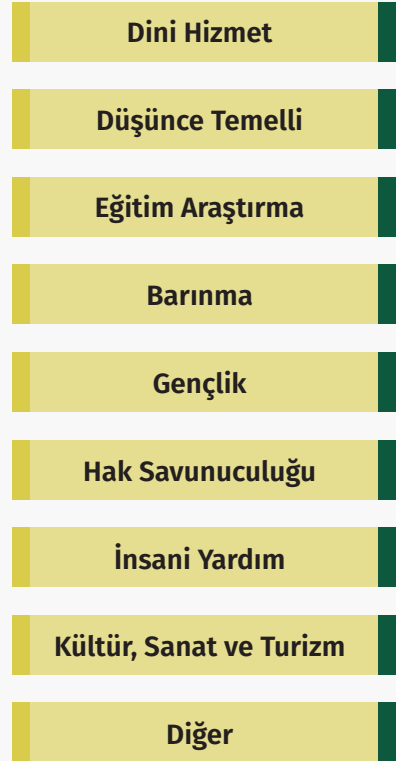 Dini Hizmet
Düşünce Temelli
Eğitim Araştırma
Barınma
Gençlik
Hak Savunuculuğu
İnsani Yardım
Kültür, Sanat ve Turizm
Diğer